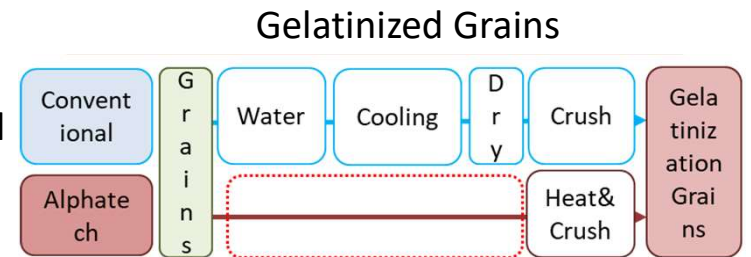 Gelatinized Grains
Convent
ional
G
r
a
i
n
s
Water
Cooling
D
r
y
Crush
Gela
tiniz
ation
Grai
ns
Alphate
ch
Heat&
Crush